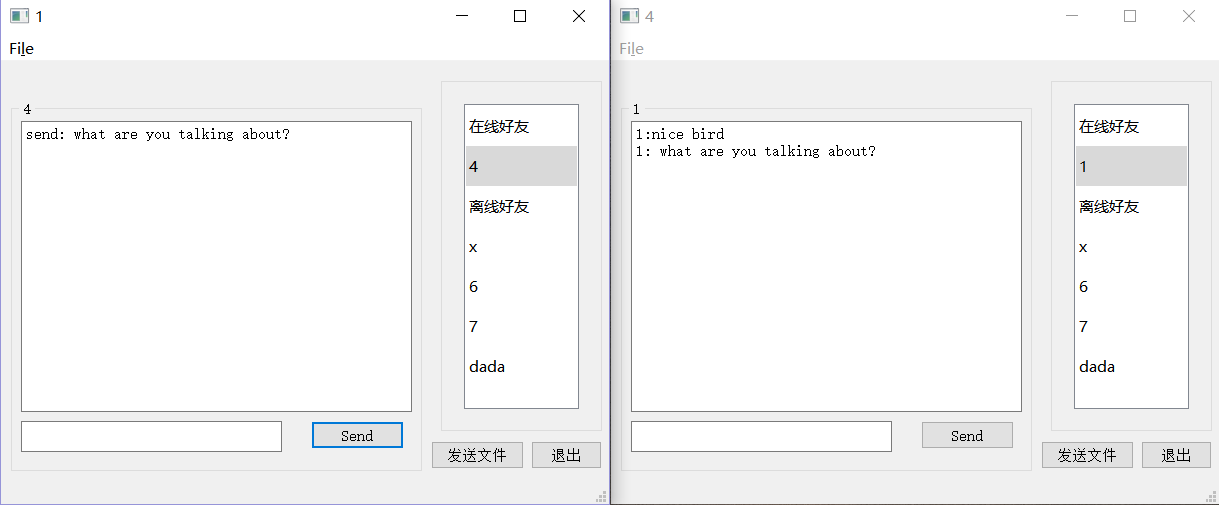 1
File
4
send: what are you talking about?
Send
在线好友
4
离线好友
x
6
7
dada
发送文件
退出
4
File
1
1:nice bird
1: what are you talking about?
Send
在线好友
1
离线好友
x
6
7
dada
发送文件
退出